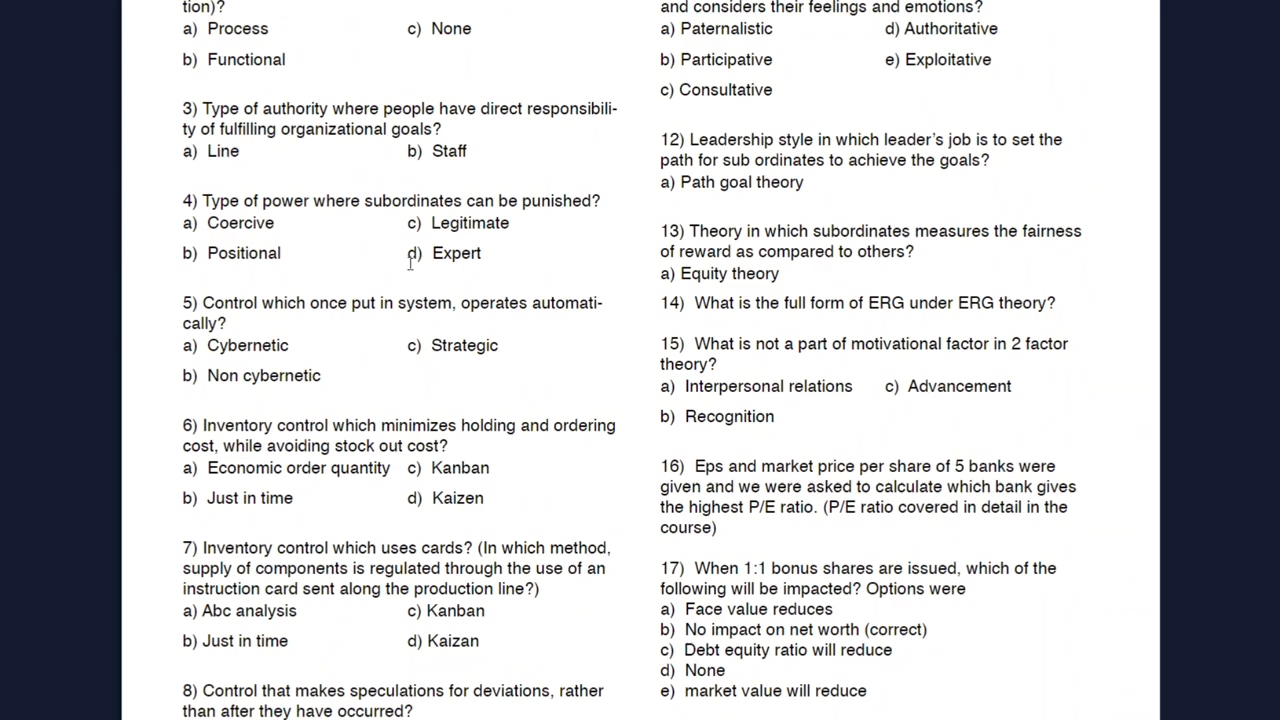 tion)?
a) Process c) None
b) Functional
3) Type of authority where people have direct responsibili-
ty of fulfilling organizational goals?
a) Line b) Staff
4) Type of power where subordinates can be punished?
a) Coercive c) Legitimate
b) Positional d) Expert
5) Control which once put in system, operates automati-
cally?
a) Cybernetic c) Strategic
b) Non cybernetic
6) Inventory control which minimizes holding and ordering
cost, while avoiding stock out cost?
a) Economic order quantity c) Kanban
b) Just in time d) Kaizen
7) Inventory control which uses cards? (In which method,
supply of components is regulated through the use of an
instruction card sent along the production line?)
a) Abc analysis c) Kanban
b) Just in time d) Kaizan
8) Control that makes speculations for deviations, rather
than after they have occurred?
and considers their feelings and emotions?
a) Paternalistic d) Authoritative
b) Participative e) Exploitative
c) Consultative
12) Leadership style in which leader's job is to set the
path for sub ordinates to achieve the goals?
a) Path goal theory
13) Theory in which subordinates measures the fairness
of reward as compared to others?
a) Equity theory
14) What is the full form of ERG under ERG theory?
15) What is not a part of motivational factor in 2 factor
theory?
a) Interpersonal relations c) Advancement
b) Recognition
16) Eps and market price per share of 5 banks were
given and we were asked to calculate which bank gives
the highest P/E ratio. (P/E ratio covered in detail in the
course)
17) When 1:1 bonus shares are issued, which of the
following will be impacted? Options were
a) Face value reduces
b) No impact on net worth (correct)
c) Debt equity ratio will reduce
d) None
e) market value will reduce